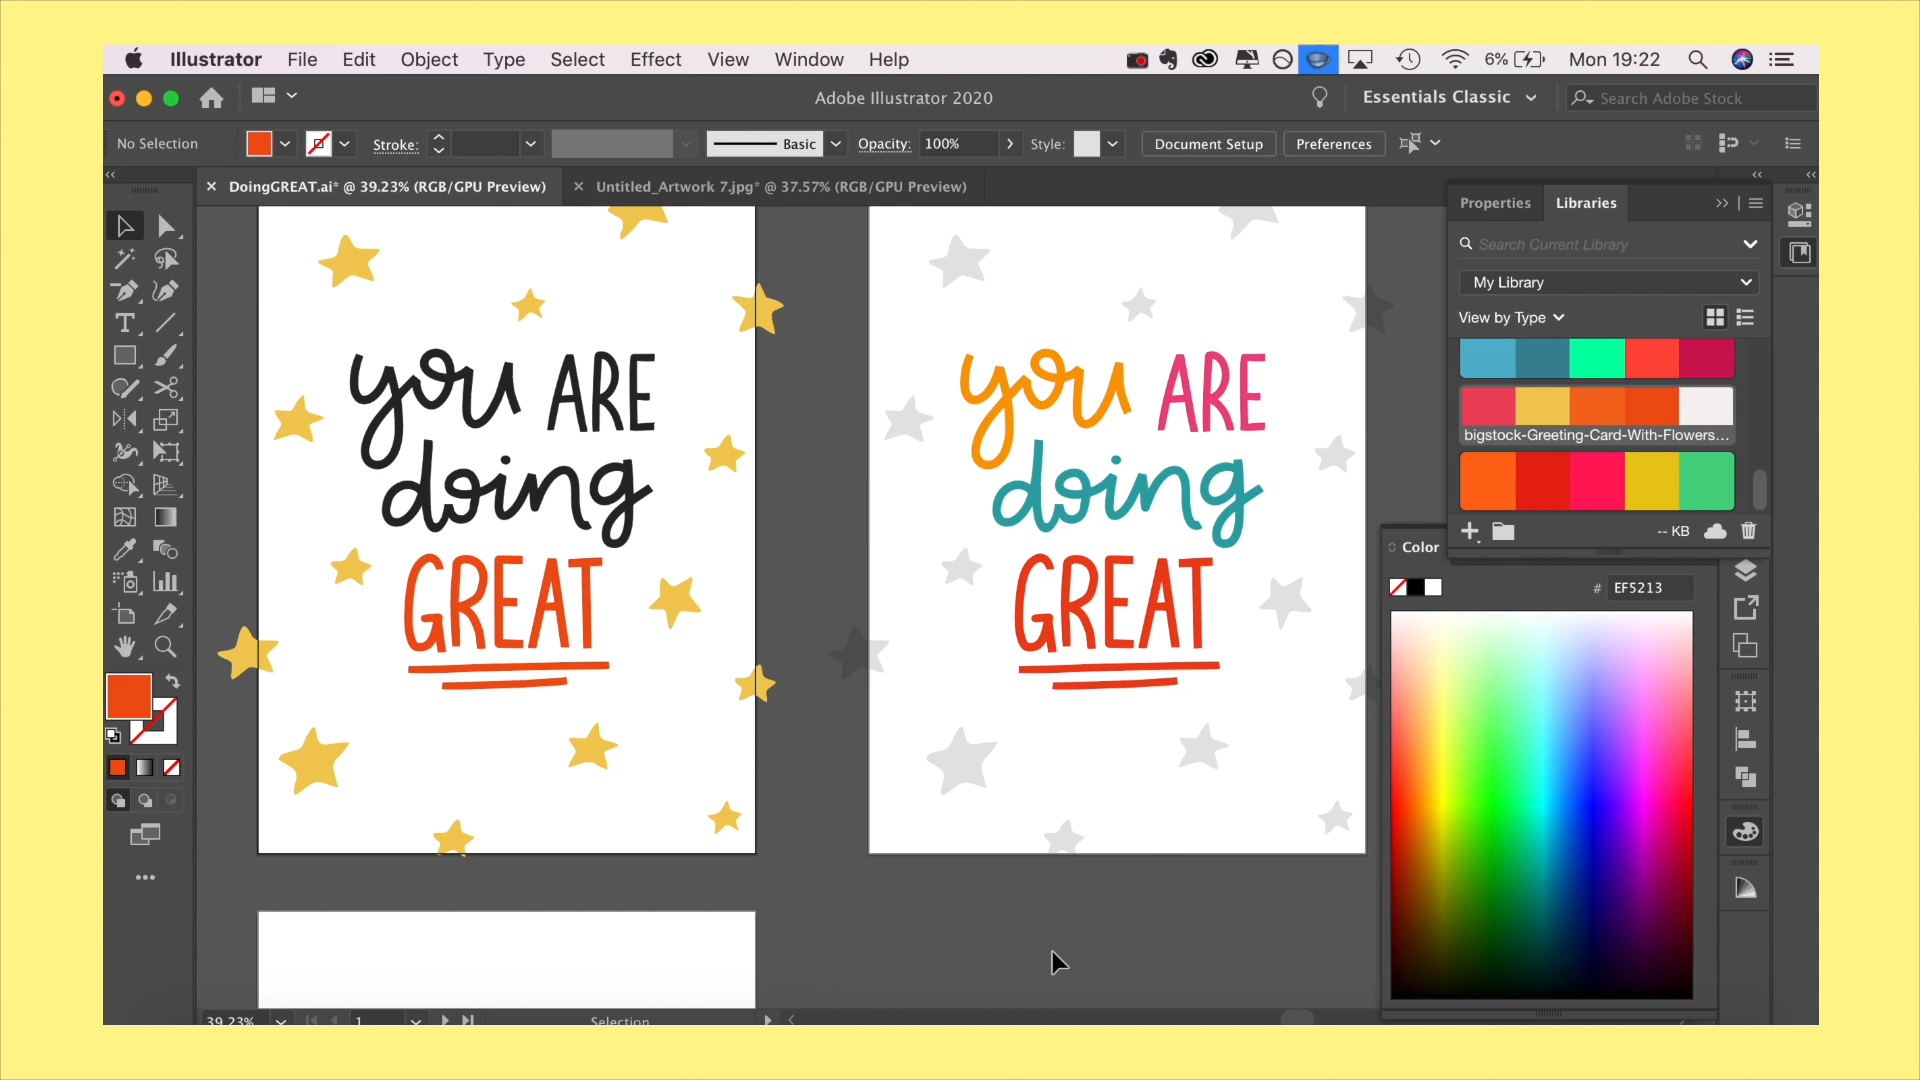 Illustrator File Edit Object Type Select Effect View Window Help 6% Mon 19:22
Adobe Illustrator 2020 Essentials Classic Search Adobe Stock
No Selection Stroke: Basic Opacity: 100% Style: Document Setup Preferences
DoingGREAT.ai* @ 39.23% (RGB/GPU Preview) Untitled_Artwork 7.jpg* @ 37.57% (RGB/GPU Preview)
Properties Libraries
Search Current Library
My Library
View by Type
bigstock-Greeting-Card-With-Flowers...
-- KB
Color
# EF5213
you ARE
doing
GREAT
you ARE
doing
GREAT
39.23% 1 Selection